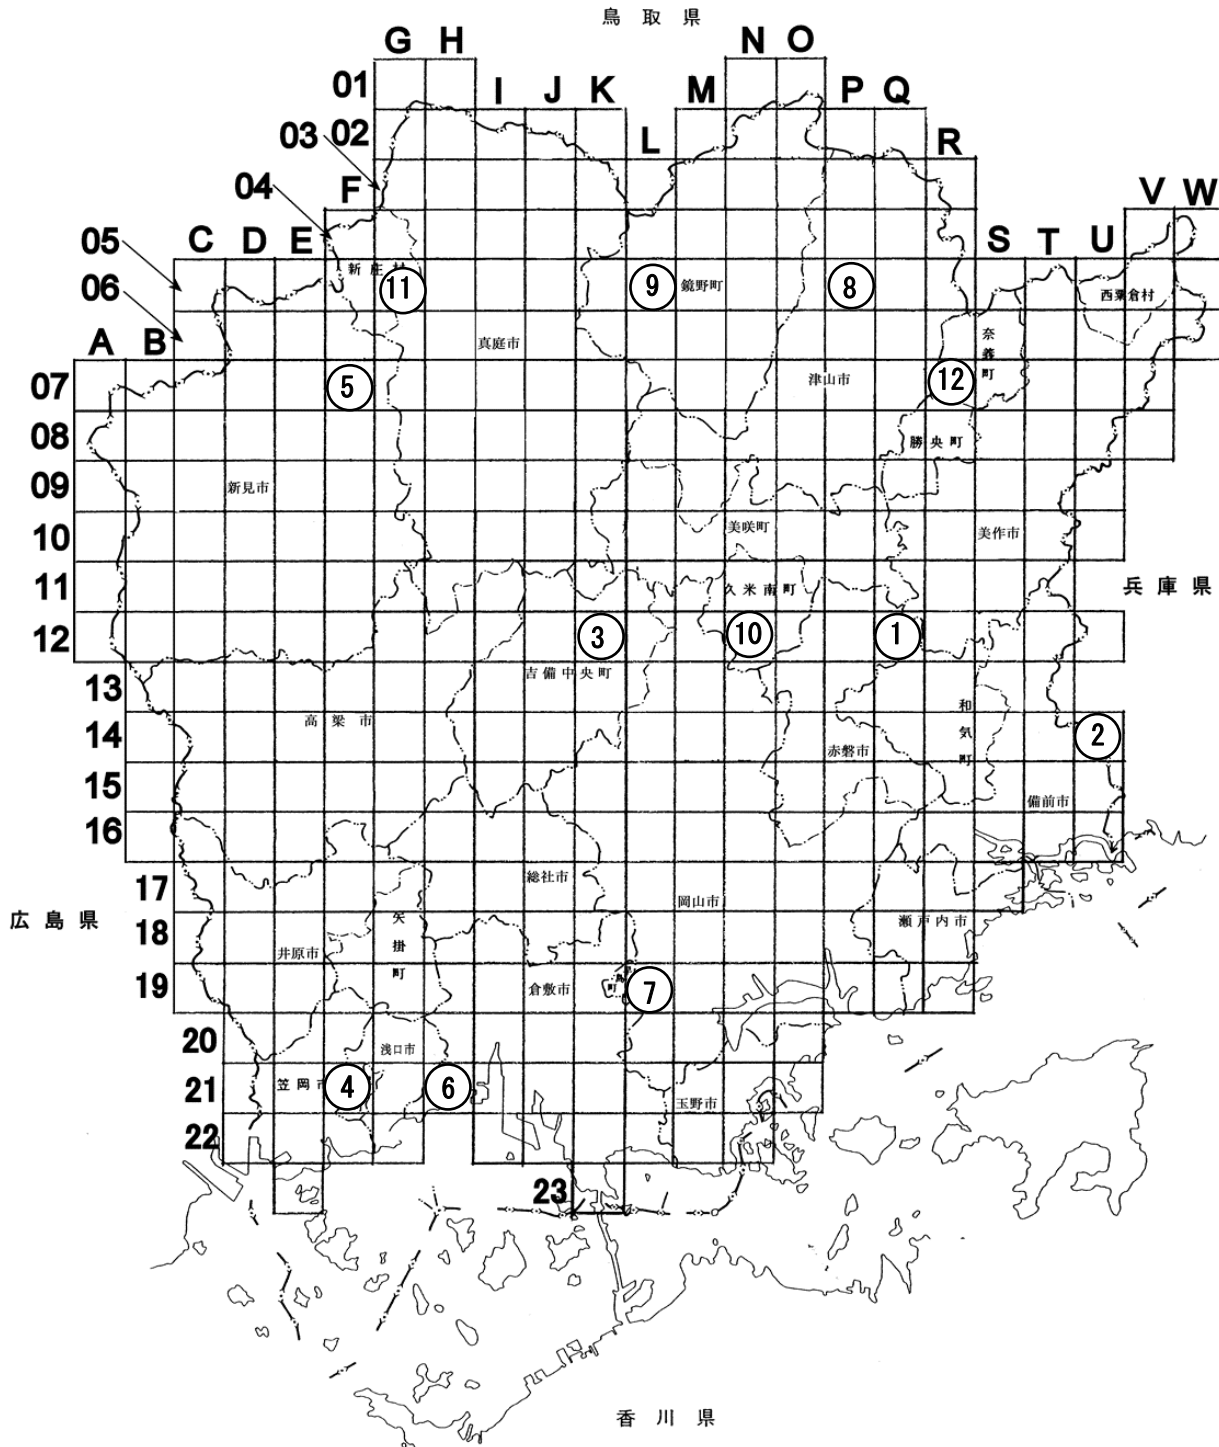 鳥取県
G H N O
01 I J K M P Q
03 02 L R
04 F V W
05 C D E S T U
新庄村
06 ⑪ ⑨ 鏡野町 ⑧ 西粟倉村
A B 真庭市 奈義町
07 ⑤ 津山市 ⑫
08 勝央町
09 新見市
10 美咲町 美作市
11 久米南町 兵庫県
12 ③ ⑩ ①
13 吉備中央町
14 高梁市 赤磐市 和気町 ②
15 備前市
16
17 総社市 岡山市
広島県
18 井原市 矢掛町 瀬戸内市
19 倉敷市 島町 ⑦
20 浅口市
21 笠岡市 ④ ⑥ 玉野市
22
23
香川県